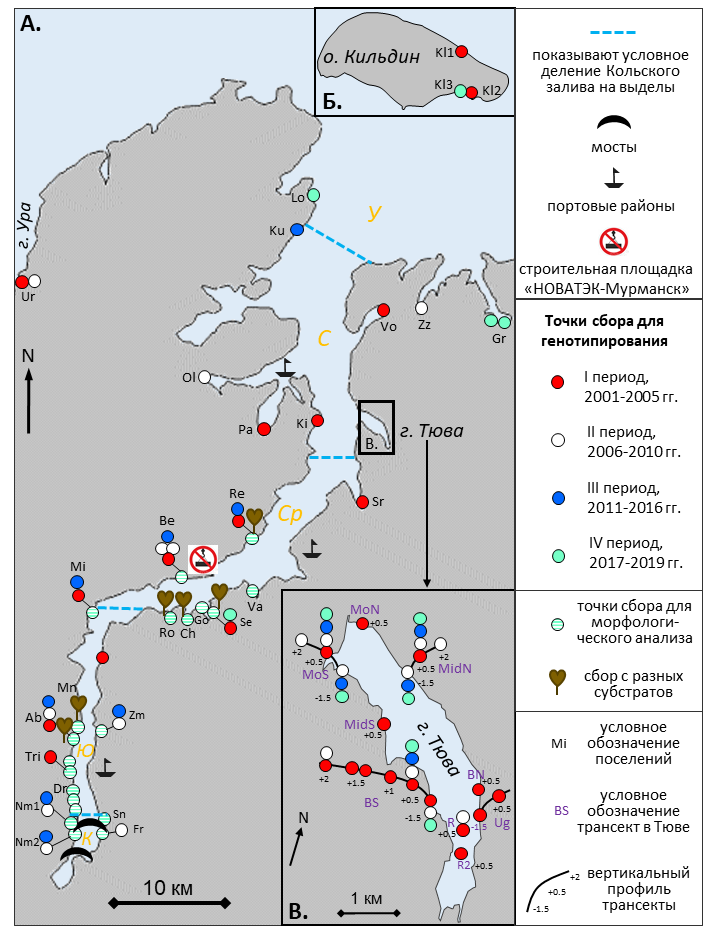 А.
о. Кильдин
Kl1
Kl3
Kl2
Б.
г. Ура
Ur
Lo
Ku
У
Vo
Zz
Gr
N
С
Ol
Pa
Ki
В.
г. Тюва
Re
Ср
Sr
Be
Mi
Va
Ro
Ch
Go
Se
Mn
Ab
Zm
Ю
Tri
Dr
Nm1
Sn
Fr
К
Nm2
10 км
MoN
+0.5
+2
+0.5
MoS
-1.5
+2
+0.5
MidN
-1.5
MidS
+0.5
г. Тюва
+2
+1.5
+1
+0.5
BS
-1.5
BN
+0.5
+0.5
R
-1.5
Ug
+0.5
R2
+0.5
N
В.
1 км
показывают условное
деление Кольского
залива на выделы
мосты
портовые районы
строительная площадка
«НОВАТЭК-Мурманск»
Точки сбора для
генотипирования
I период,
2001-2005 гг.
II период,
2006-2010 гг.
III период,
2011-2016 гг.
IV период,
2017-2019 гг.
точки сбора для
морфологи-
ческого анализа
сбор с разных
субстратов
Mi
условное
обозначение
поселений
BS
условное
обозначение
трансект в Тюве
+2
+0.5
-1.5
вертикальный
профиль
трансекты